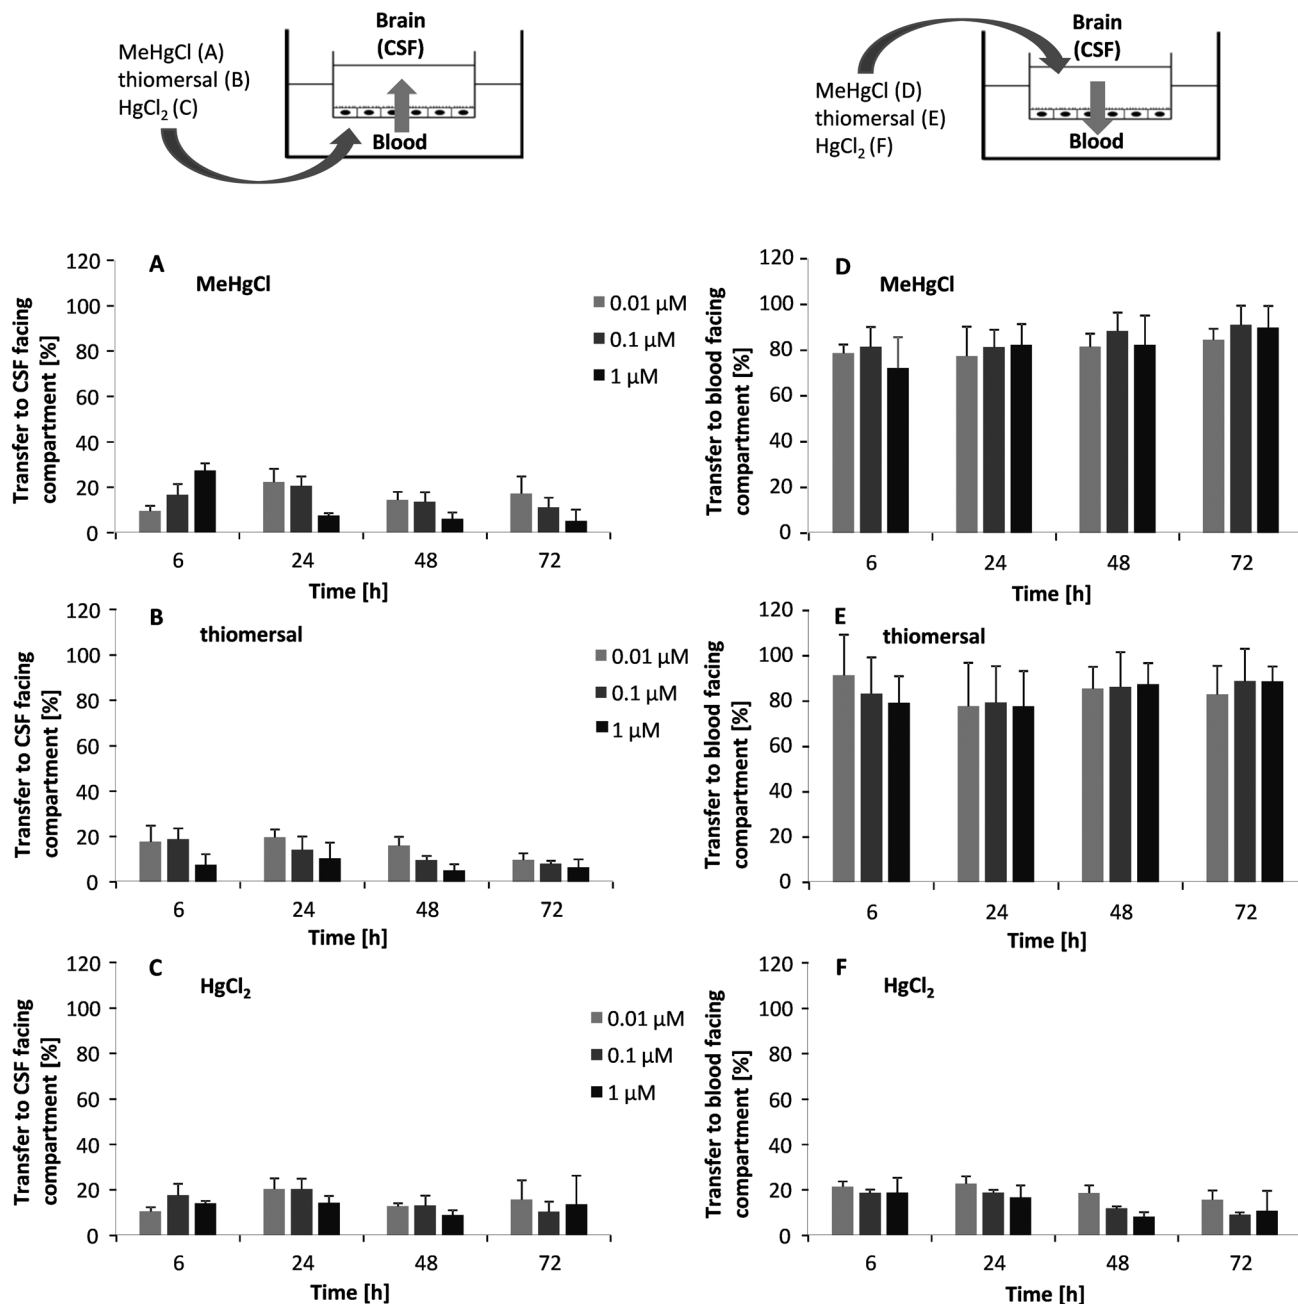 Brain
(CSF)
MeHgCl (A)
thiomersal (B)
HgCl2 (C)
Blood
Brain
(CSF)
MeHgCl (D)
thiomersal (E)
HgCl2 (F)
Blood
A
MeHgCl
Transfer to CSF facing
compartment [%]
120
100
80
60
40
20
0
0.01 µM
0.1 µM
1 µM
6 24 48 72
Time [h]
D
MeHgCl
Transfer to blood facing
compartment [%]
120
100
80
60
40
20
0
6 24 48 72
Time [h]
B
thiomersal
Transfer to CSF facing
compartment [%]
120
100
80
60
40
20
0
0.01 µM
0.1 µM
1 µM
6 24 48 72
Time [h]
E
thiomersal
Transfer to blood facing
compartment [%]
120
100
80
60
40
20
0
6 24 48 72
Time [h]
C
HgCl2
Transfer to CSF facing
compartment [%]
120
100
80
60
40
20
0
0.01 µM
0.1 µM
1 µM
6 24 48 72
Time [h]
F
HgCl2
Transfer to blood facing
compartment [%]
120
100
80
60
40
20
0
6 24 48 72
Time [h]